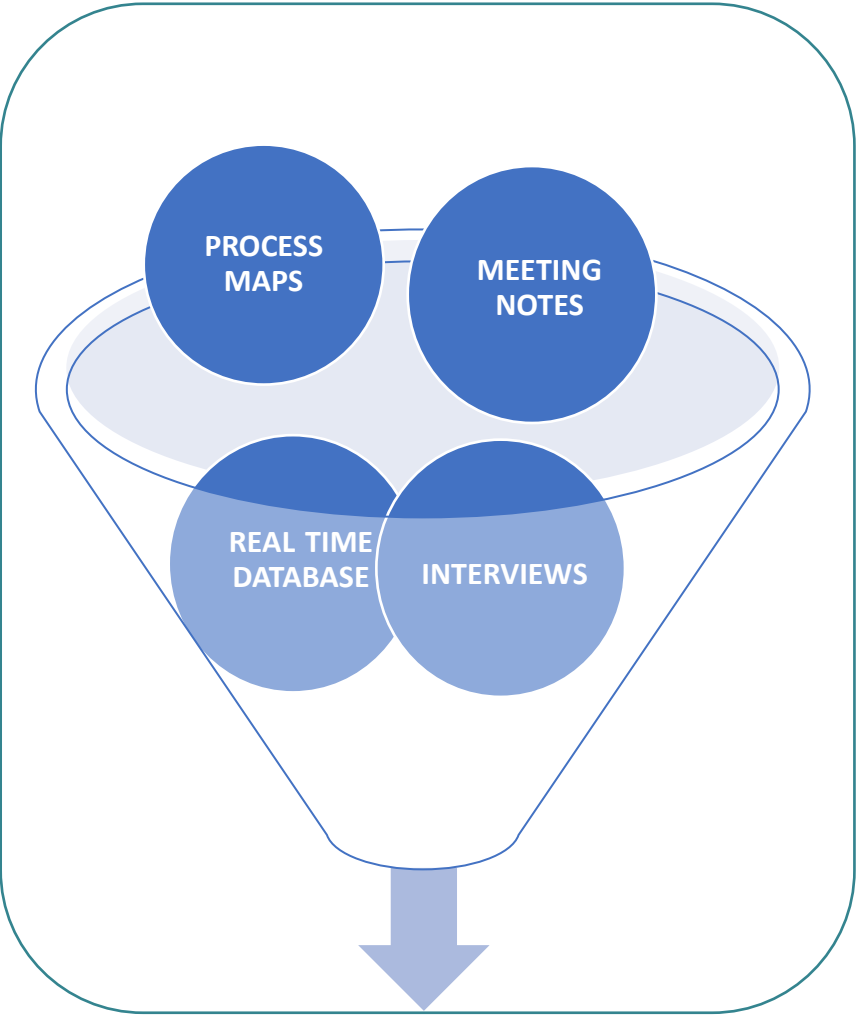 PROCESS
MAPS
MEETING
NOTES
REAL TIME
DATABASE
INTERVIEWS